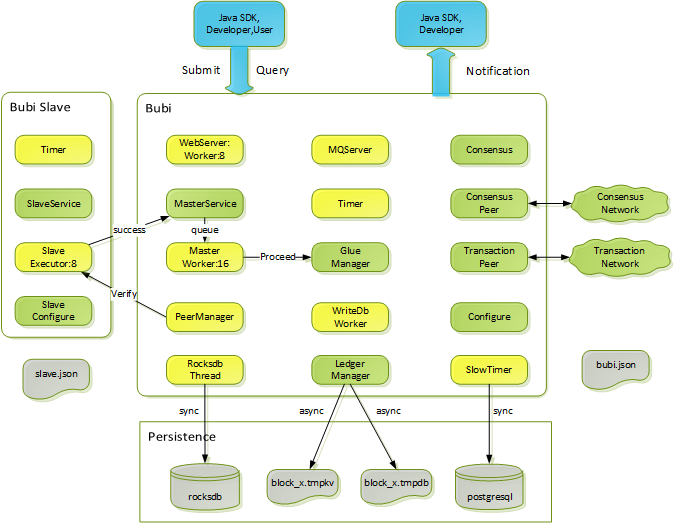 Java SDK,
Developer,User
Java SDK,
Developer
Submit
Query
Notification
Bubi Slave
Timer
SlaveService
Slave
Executor:8
Slave
Configure
slave.json
Bubi
WebServer:
Worker:8
MQServer
Consensus
MasterService
Timer
Consensus
Peer
Consensus
Network
success
queue
Master
Worker:16
Proceed
Glue
Manager
Transaction
Peer
Transaction
Network
Verify
PeerManager
WriteDb
Worker
Configure
Rocksdb
Thread
Ledger
Manager
SlowTimer
bubi.json
sync
async
async
sync
Persistence
rocksdb
block_x.tmpkv
block_x.tmpdb
postgresql